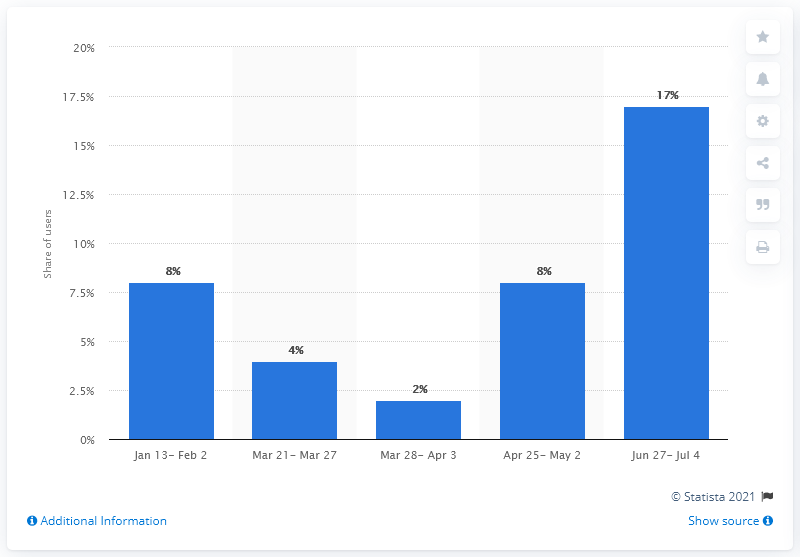 20%
17.5%
15%
12.5%
10%
7.5%
5%
2.5%
0%
Share of users
8%
4%
2%
8%
17%
Jan 13- Feb 2
Mar 21- Mar 27
Mar 28- Apr 3
Apr 25- May 2
Jun 27- Jul 4
© Statista 2021
Additional Information
Show source